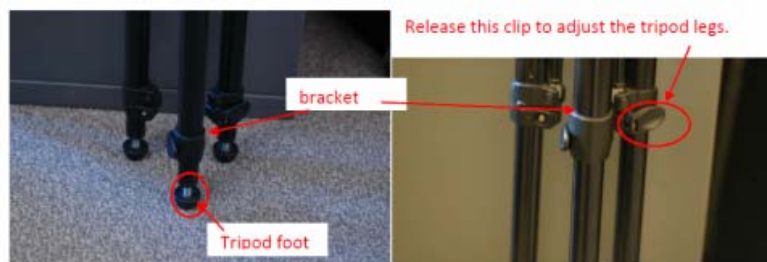 Release this clip to adjust the tripod legs.
bracket
Tripod foot